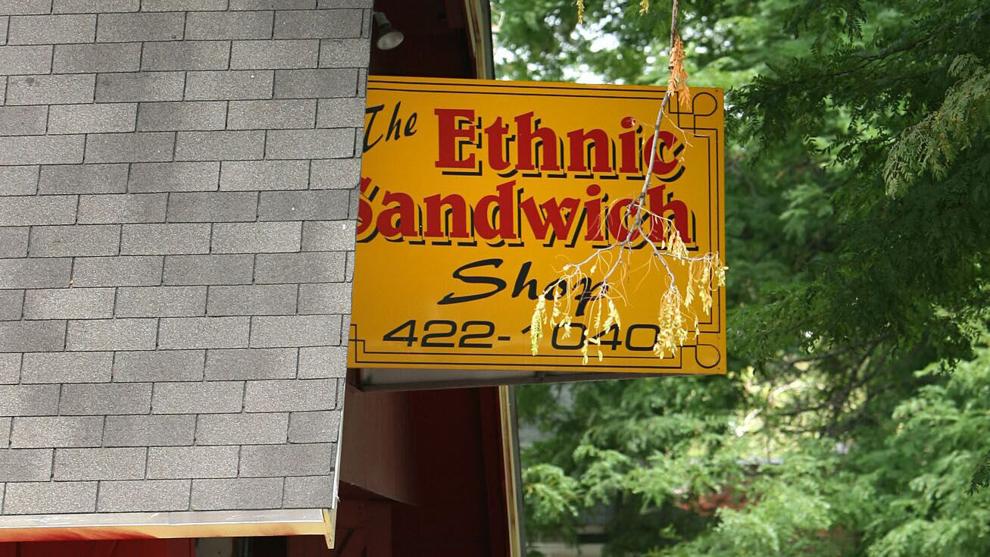 The
Ethnic
Sandwich
Shop
422-1040